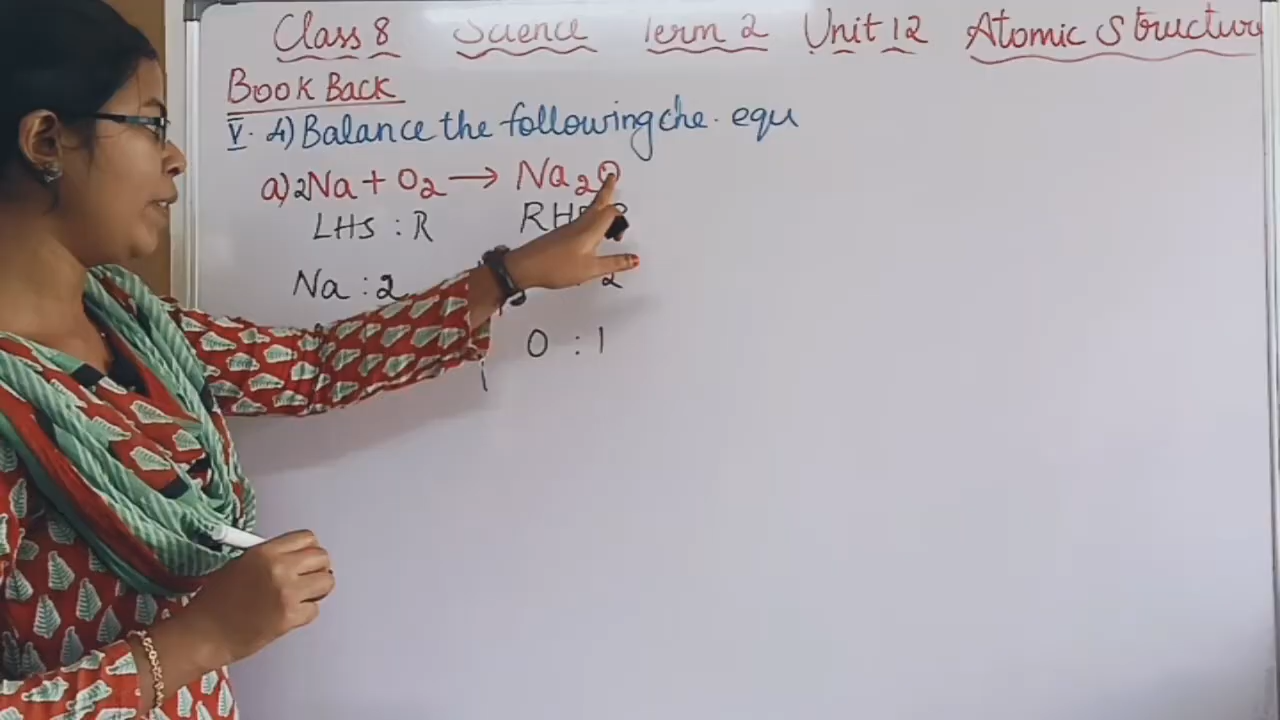 Class 8 Science Term 2 Unit 12 Atomic Structure
Book Back
V. 4) Balance the following che. equ
a) 2Na + O2 → Na2O
LHS : R RH
Na : 2 2
O : 1